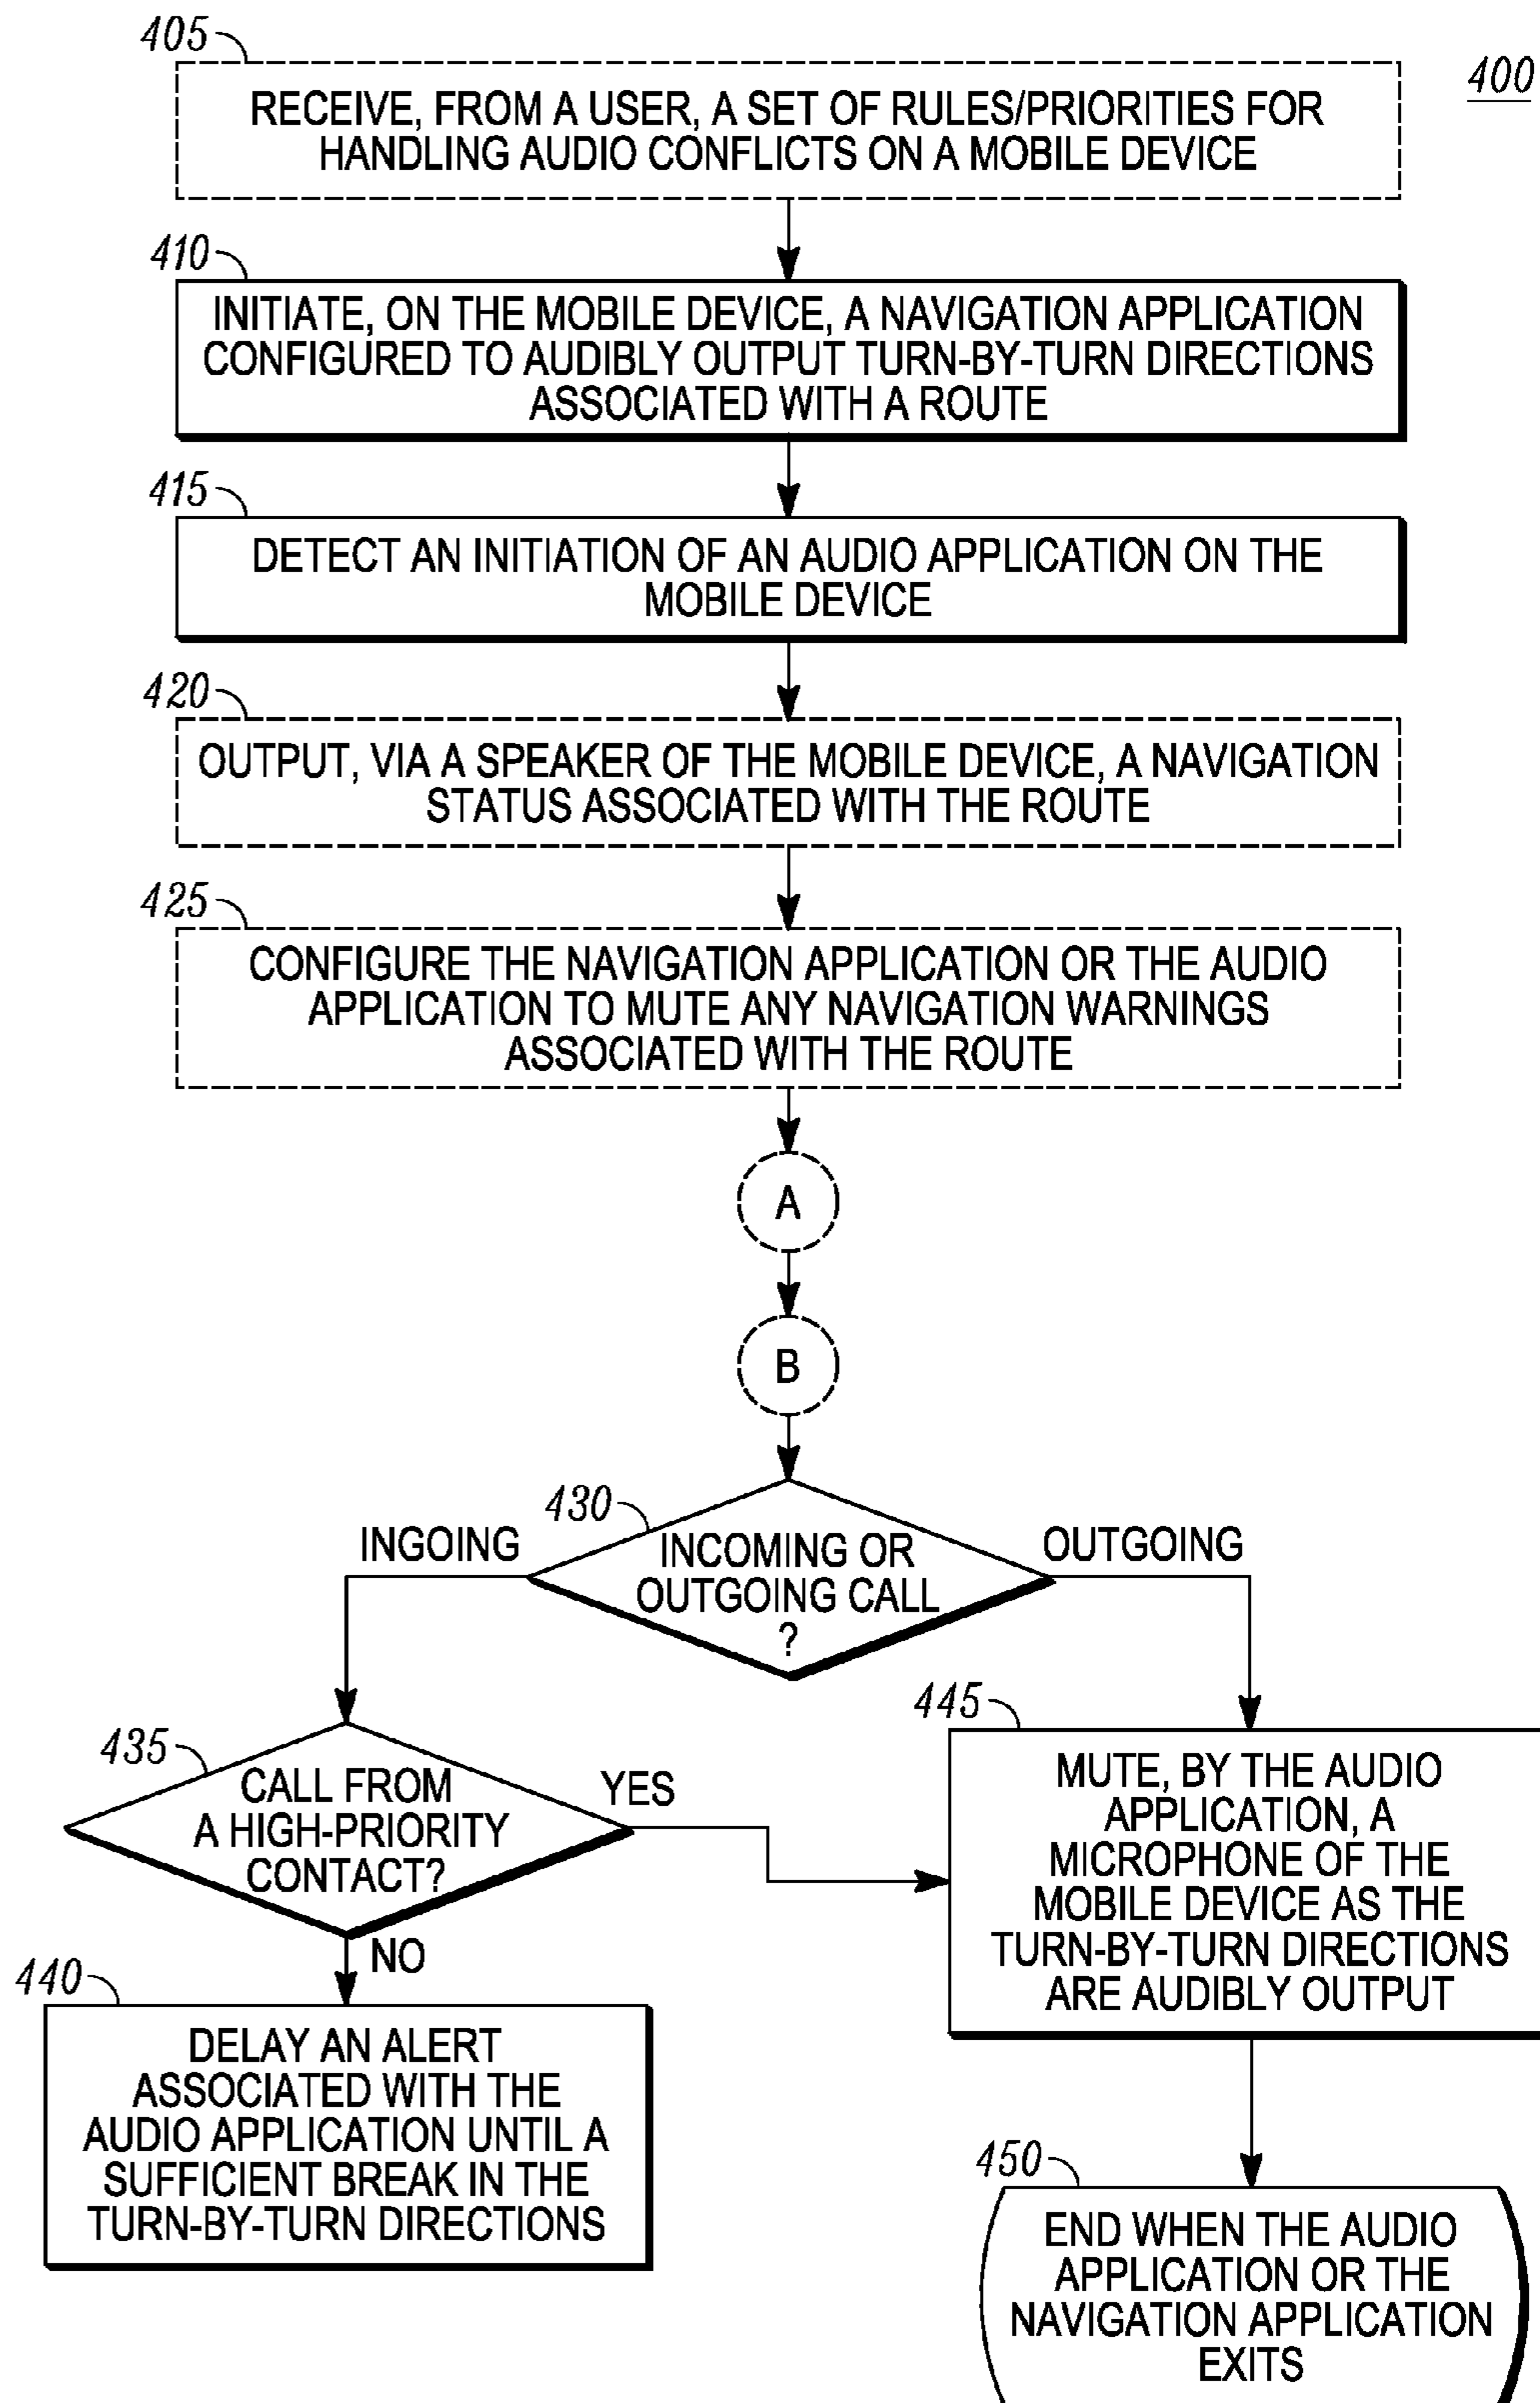 405
400
RECEIVE, FROM A USER, A SET OF RULES/PRIORITIES FOR
HANDLING AUDIO CONFLICTS ON A MOBILE DEVICE
410
INITIATE, ON THE MOBILE DEVICE, A NAVIGATION APPLICATION
CONFIGURED TO AUDIBLY OUTPUT TURN-BY-TURN DIRECTIONS
ASSOCIATED WITH A ROUTE
415
DETECT AN INITIATION OF AN AUDIO APPLICATION ON THE
MOBILE DEVICE
420
OUTPUT, VIA A SPEAKER OF THE MOBILE DEVICE, A NAVIGATION
STATUS ASSOCIATED WITH THE ROUTE
425
CONFIGURE THE NAVIGATION APPLICATION OR THE AUDIO
APPLICATION TO MUTE ANY NAVIGATION WARNINGS
ASSOCIATED WITH THE ROUTE
A
B
430
INCOMING OR
OUTGOING CALL
?
INGOING
OUTGOING
435
CALL FROM
A HIGH-PRIORITY
CONTACT?
YES
NO
440
DELAY AN ALERT
ASSOCIATED WITH THE
AUDIO APPLICATION UNTIL A
SUFFICIENT BREAK IN THE
TURN-BY-TURN DIRECTIONS
445
MUTE, BY THE AUDIO
APPLICATION, A
MICROPHONE OF THE
MOBILE DEVICE AS THE
TURN-BY-TURN DIRECTIONS
ARE AUDIBLY OUTPUT
450
END WHEN THE AUDIO
APPLICATION OR THE
NAVIGATION APPLICATION
EXITS